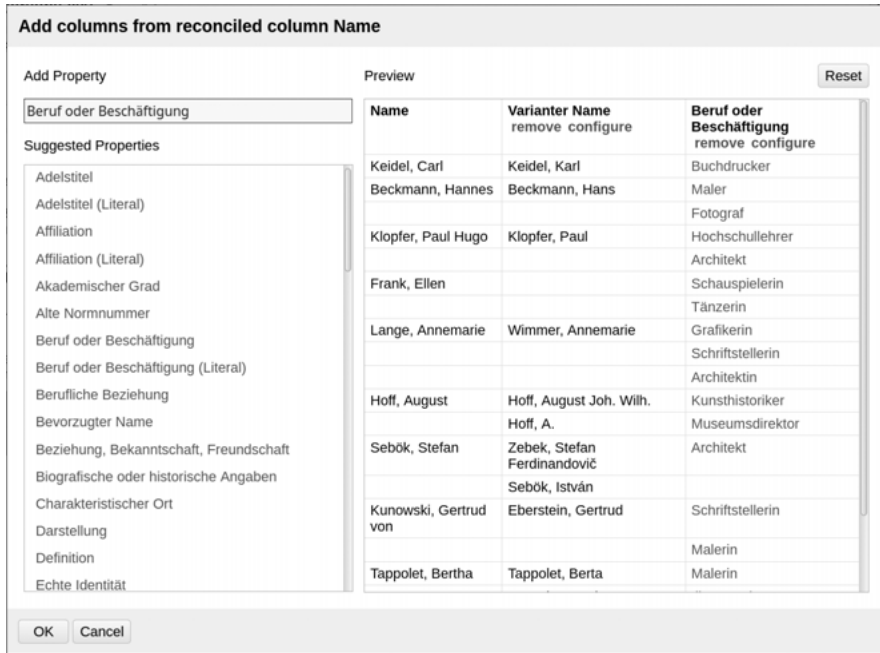 Add columns from reconciled column Name
Add Property
Beruf oder Beschäftigung
Suggested Properties
Adelstitel
Adelstitel (Literal)
Affiliation
Affiliation (Literal)
Akademischer Grad
Alte Normnummer
Beruf oder Beschäftigung
Beruf oder Beschäftigung (Literal)
Berufliche Beziehung
Bevorzugter Name
Beziehung, Bekanntschaft, Freundschaft
Biografische oder historische Angaben
Charakteristischer Ort
Darstellung
Definition
Echte Identität
Preview
Reset
Name Varianter Name Beruf oder
remove configure Beschäftigung
remove configure
Keidel, Carl Keidel, Karl Buchdrucker
Beckmann, Hannes Beckmann, Hans Maler
Fotograf
Klopfer, Paul Hugo Klopfer, Paul Hochschullehrer
Architekt
Frank, Ellen Schauspielerin
Tänzerin
Lange, Annemarie Wimmer, Annemarie Grafikerin
Schriftstellerin
Architektin
Hoff, August Hoff, August Joh. Wilh. Kunsthistoriker
Hoff, A. Museumsdirektor
Sebök, Stefan Zebek, Stefan Architekt
Ferdinandovič
Sebök, István
Kunowski, Gertrud Eberstein, Gertrud Schriftstellerin
von
Malerin
Tappolet, Bertha Tappolet, Berta Malerin
OK Cancel